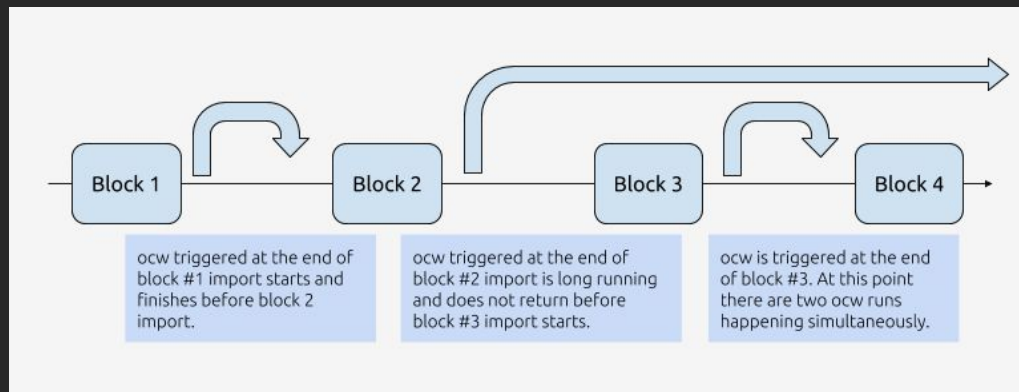 Block 1
Block 2
Block 3
Block 4
ocw triggered at the end of
block #1 import starts and
finishes before block 2
import.
ocw triggered at the end of
block #2 import is long running
and does not return before
block #3 import starts.
ocw is triggered at the end
of block #3. At this point
there are two ocw runs
happening simultaneously.